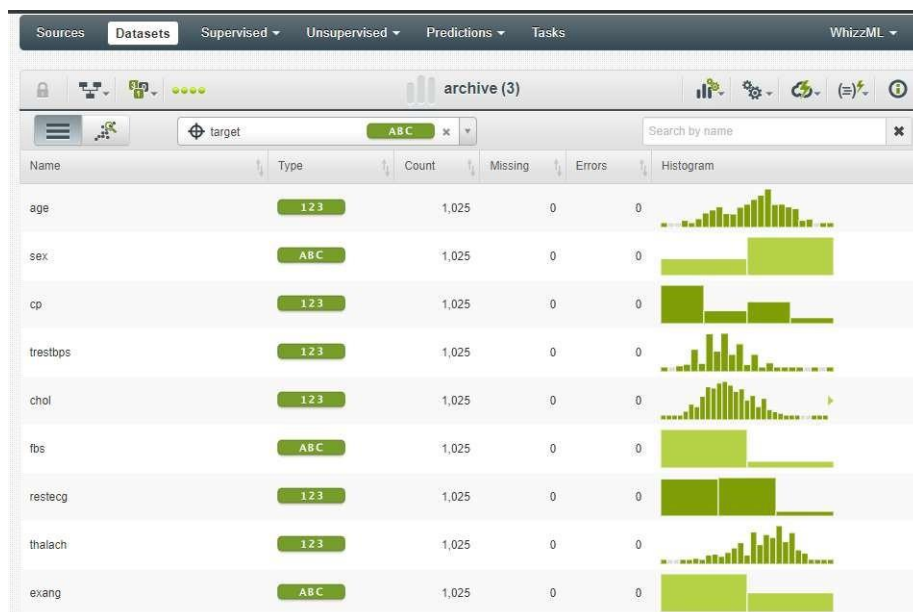 Sources Datasets Supervised Unsupervised Predictions Tasks WhizzML
archive (3)
target ABC × Search by name ×
Name Type Count Missing Errors Histogram
age 123 1,025 0 0
sex ABC 1,025 0 0
cp 123 1,025 0 0
trestbps 123 1,025 0 0
chol 123 1,025 0 0
fbs ABC 1,025 0 0
restecg 123 1,025 0 0
thalach 123 1,025 0 0
exang ABC 1,025 0 0